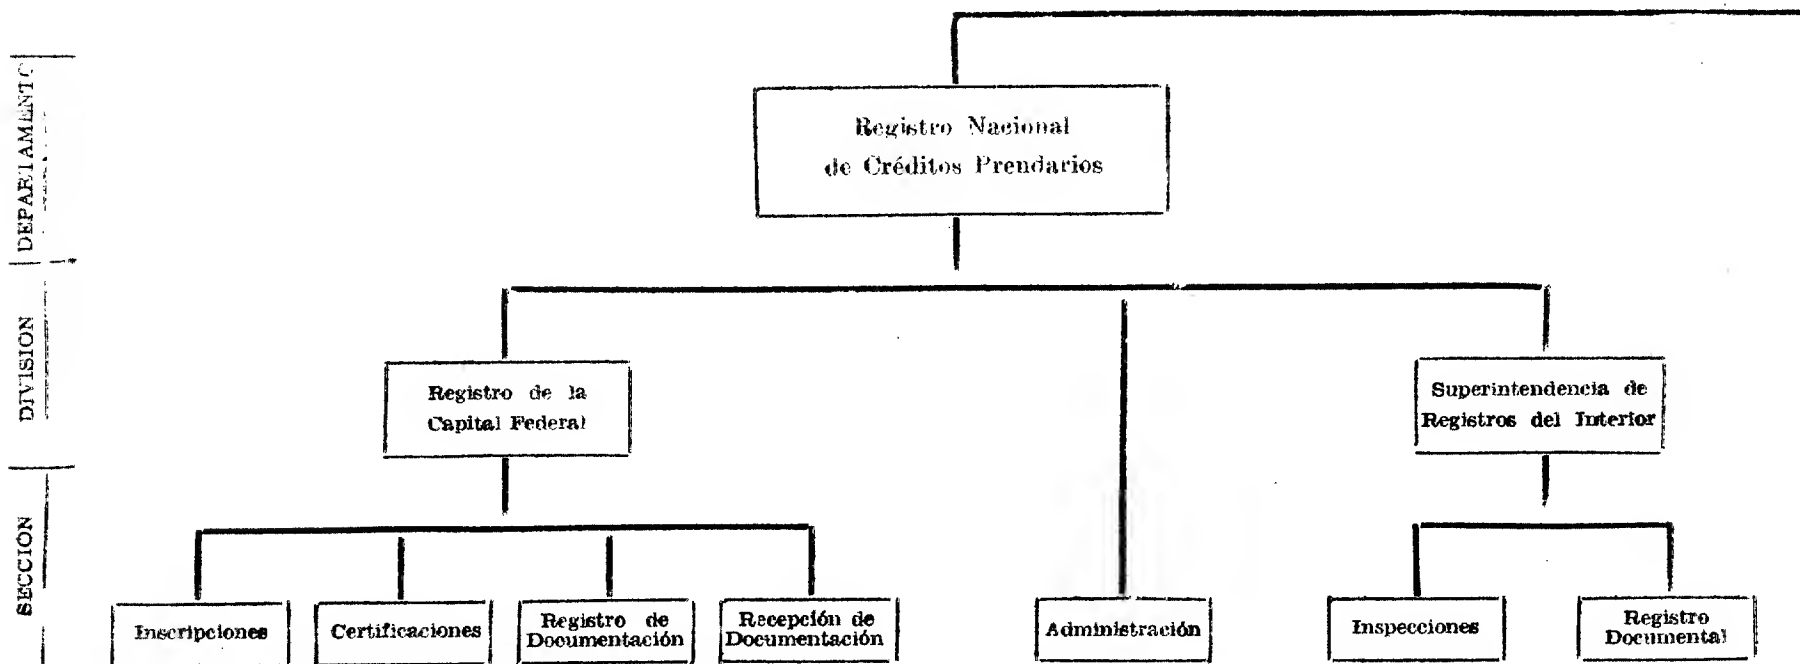 DEPARTAMENTO
Registro Nacional
de Créditos Prendarios
DIVISION
Registro de la
Capital Federal
Superintendencia de
Registros del Interior
SECCION
Inscripciones
Certificaciones
Registro de
Documentación
Recepción de
Documentación
Administración
Inspecciones
Registro
Documental